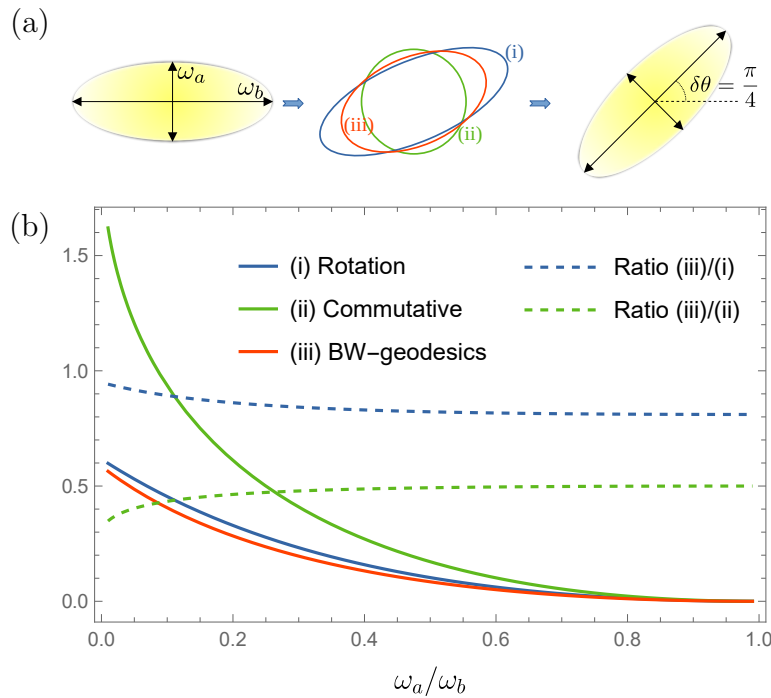 (a)
ω_a
ω_b
(i)
(iii)
(ii)
δθ = π/4
(b)
(i) Rotation
(ii) Commutative
(iii) BW-geodesics
Ratio (iii)/(i)
Ratio (iii)/(ii)
1.5
1.0
0.5
0.0
0.0 0.2 0.4 0.6 0.8 1.0
ω_a/ω_b